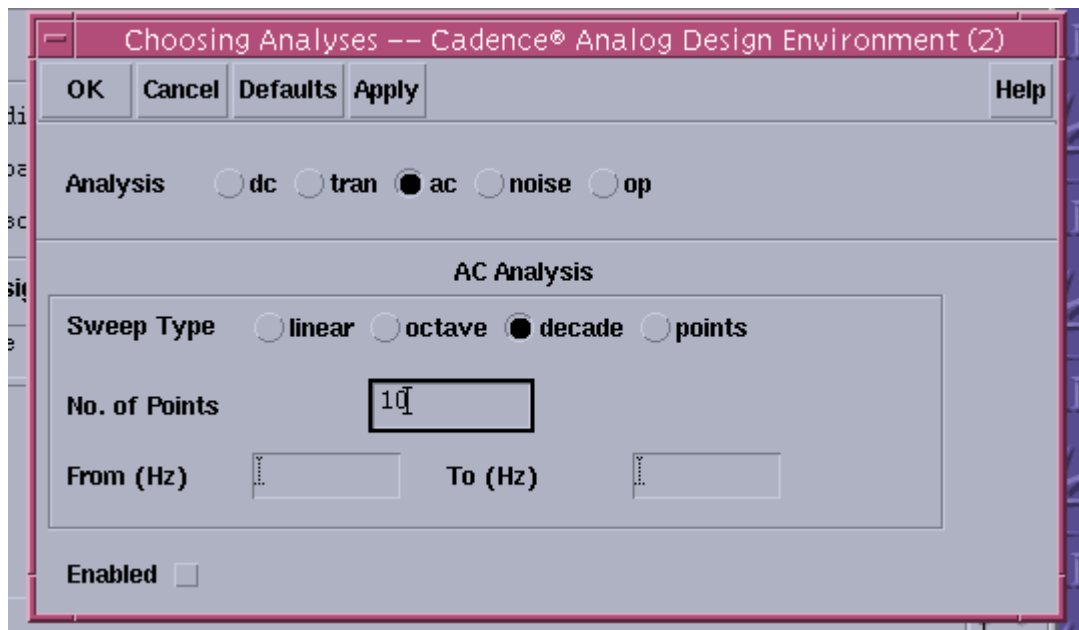 Choosing Analyses -- Cadence® Analog Design Environment (2)
OK Cancel Defaults Apply Help
Analysis dc tran ac noise op
AC Analysis
Sweep Type linear octave decade points
No. of Points 10
From (Hz) To (Hz)
Enabled